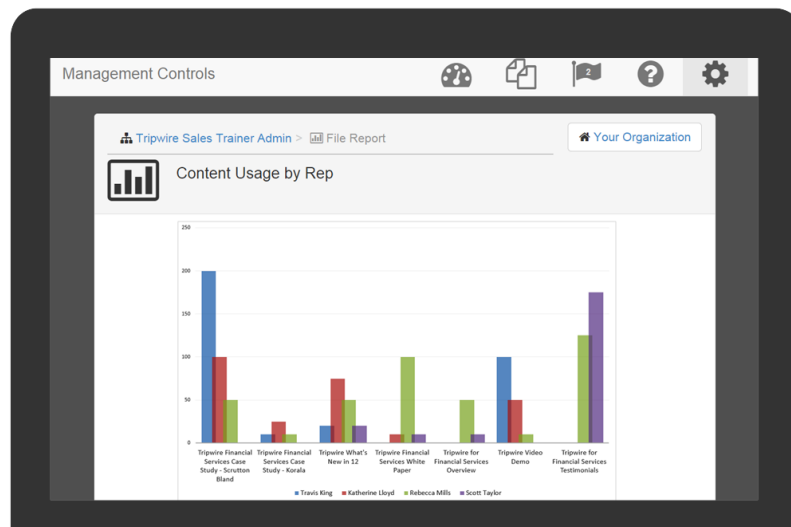 Management Controls
2
Tripwire Sales Trainer Admin > File Report
Your Organization
Content Usage by Rep
250
200
150
100
50
0
Tripwire Financial
Services Case
Study - Scrutton
Bland
Tripwire Financial
Services Case
Study - Korala
Tripwire What's
New in 12
Tripwire Financial
Services White
Paper
Tripwire for
Financial Services
Overview
Tripwire Video
Demo
Tripwire for
Financial Services
Testimonials
Travis King Katherine Lloyd Rebecca Mills Scott Taylor